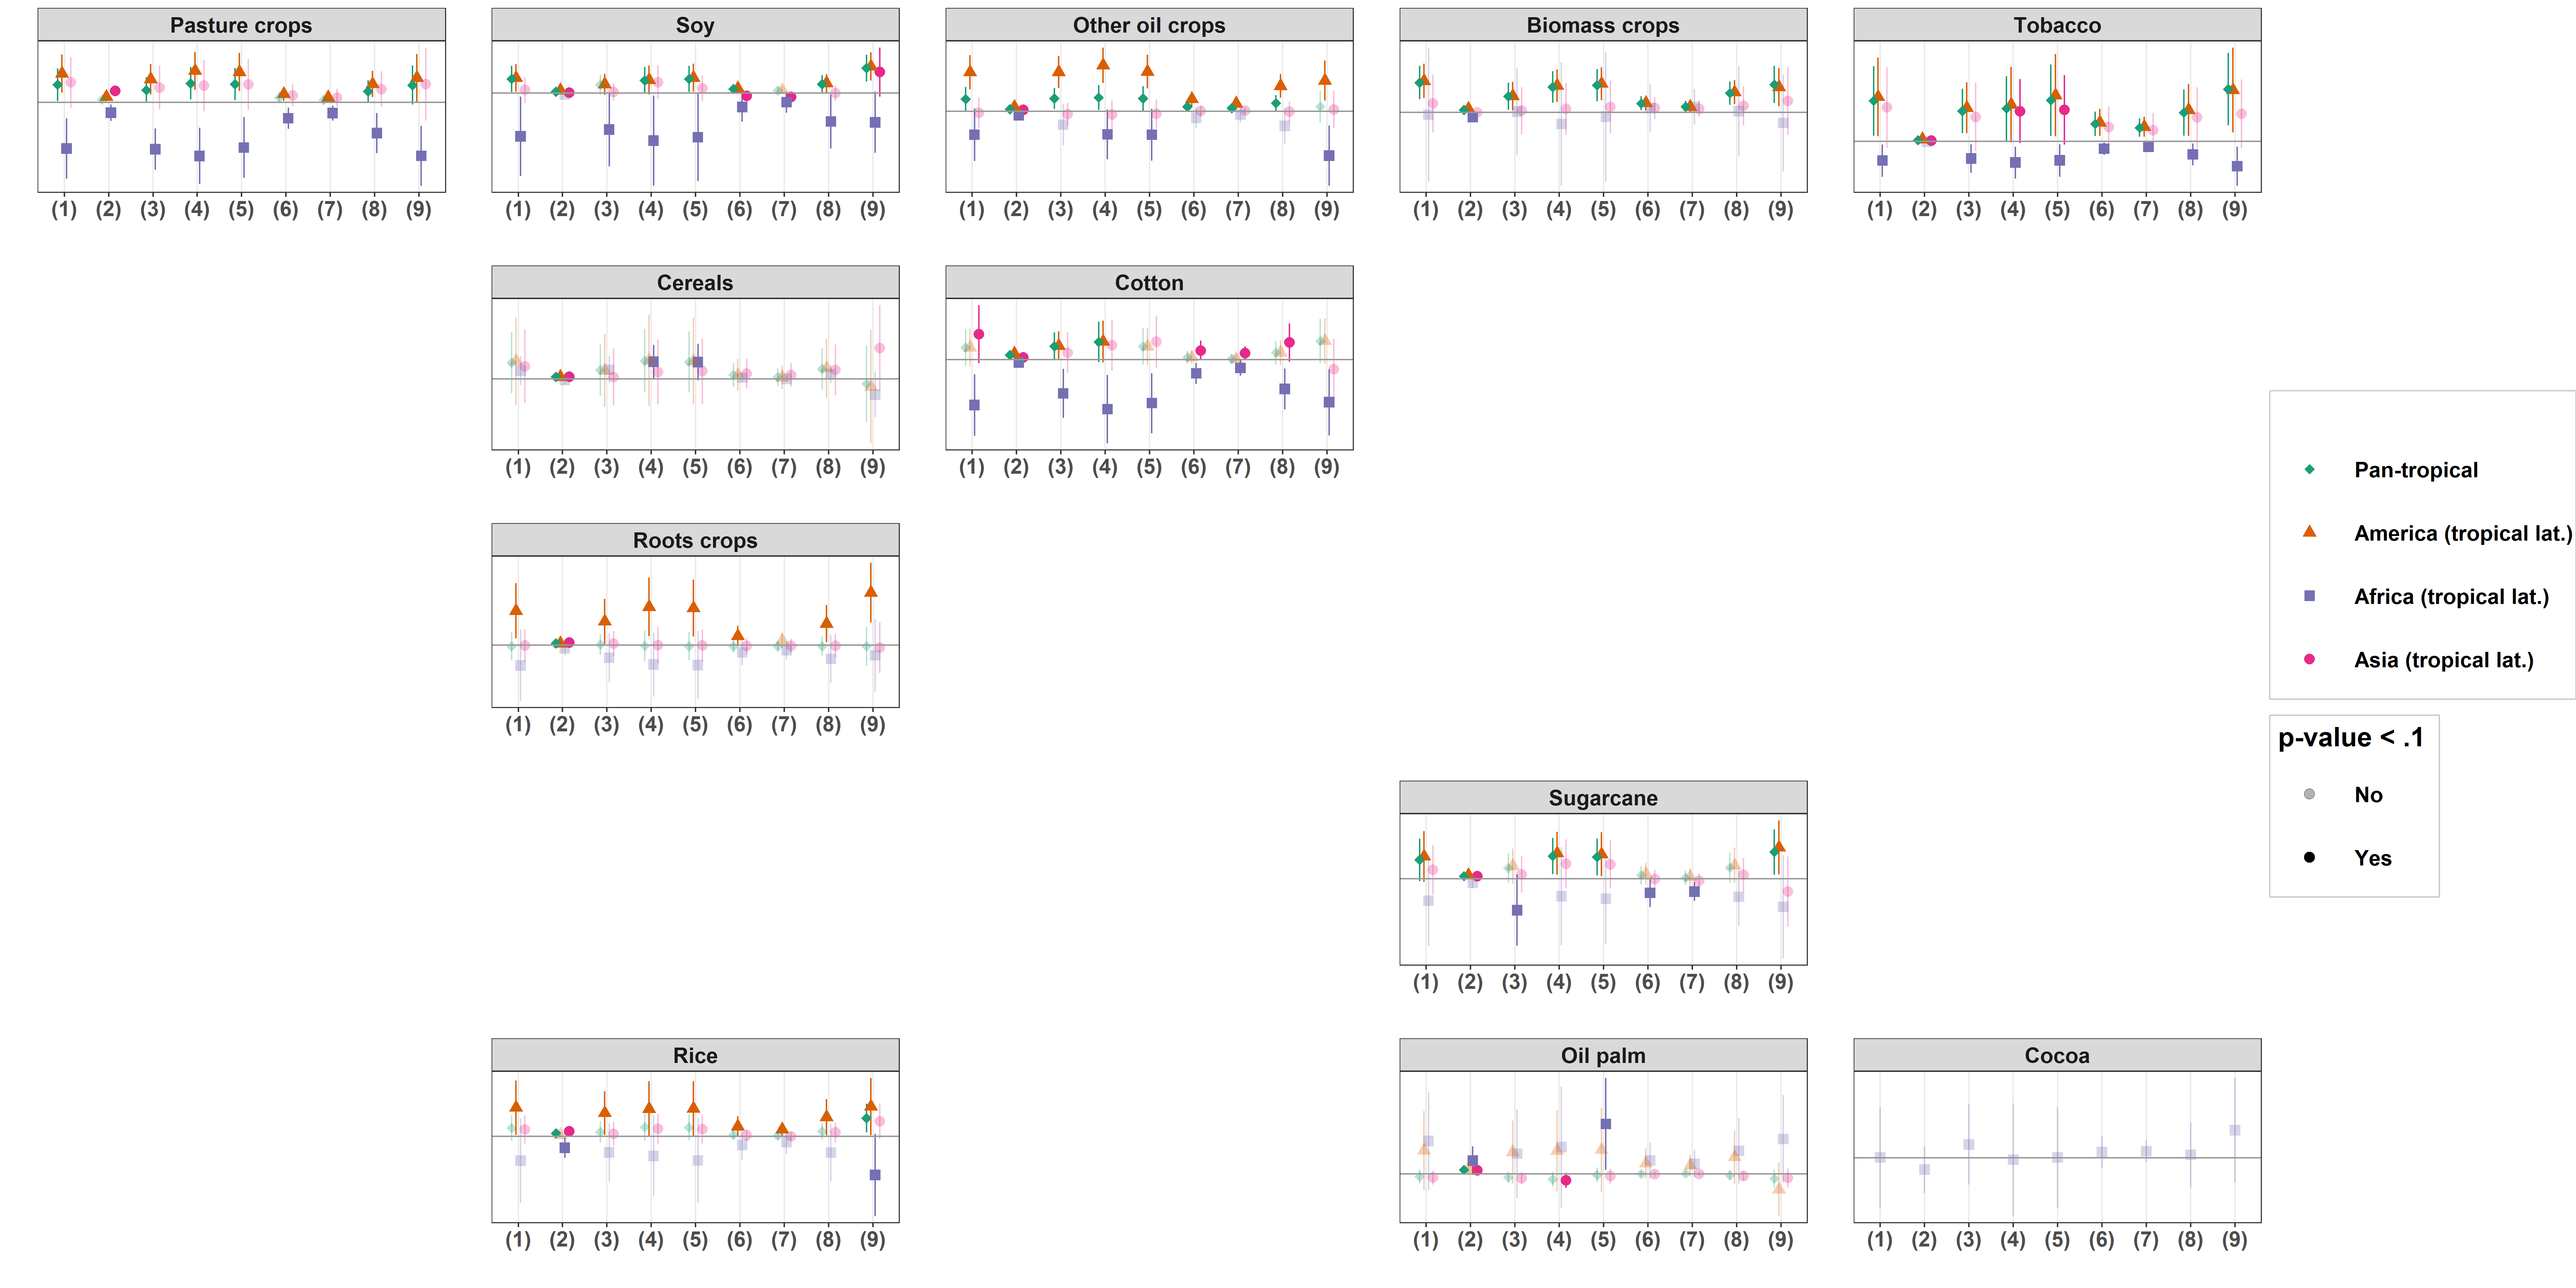 Pasture crops
Soy
Other oil crops
Biomass crops
Tobacco
(1) (2) (3) (4) (5) (6) (7) (8) (9)
(1) (2) (3) (4) (5) (6) (7) (8) (9)
(1) (2) (3) (4) (5) (6) (7) (8) (9)
(1) (2) (3) (4) (5) (6) (7) (8) (9)
(1) (2) (3) (4) (5) (6) (7) (8) (9)
Cereals
Cotton
(1) (2) (3) (4) (5) (6) (7) (8) (9)
(1) (2) (3) (4) (5) (6) (7) (8) (9)
Roots crops
(1) (2) (3) (4) (5) (6) (7) (8) (9)
Sugarcane
(1) (2) (3) (4) (5) (6) (7) (8) (9)
Rice
Oil palm
Cocoa
(1) (2) (3) (4) (5) (6) (7) (8) (9)
(1) (2) (3) (4) (5) (6) (7) (8) (9)
(1) (2) (3) (4) (5) (6) (7) (8) (9)
Pan-tropical
America (tropical lat.)
Africa (tropical lat.)
Asia (tropical lat.)
p-value < .1
No
Yes